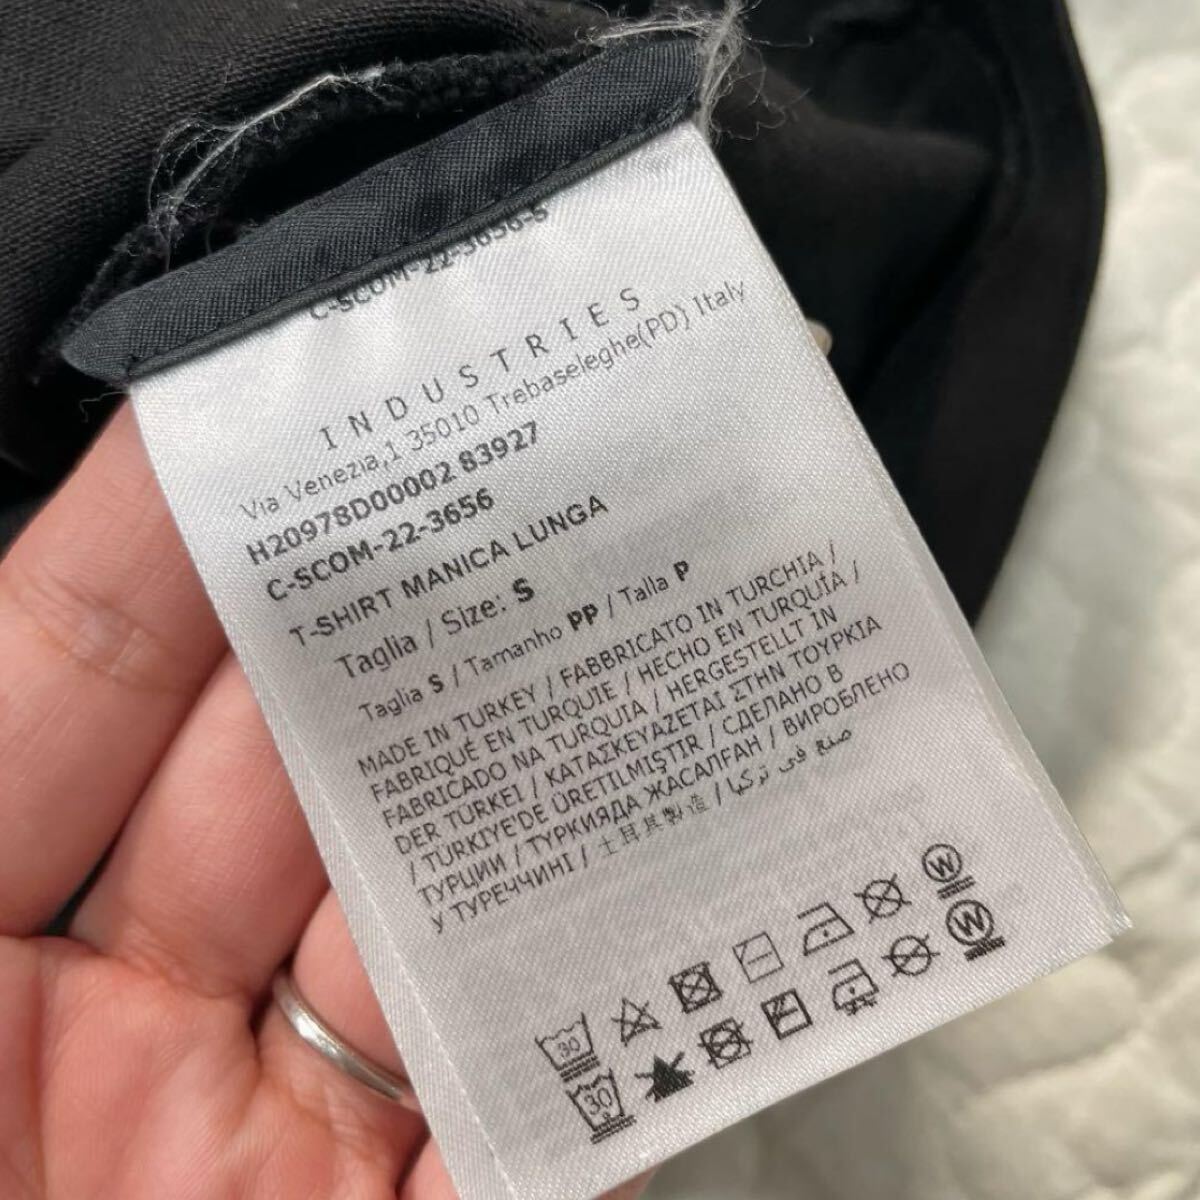 C-SCOM-22-3656-S
INDUSTRIES
Via Venezia,1 35010 Trebaseleghe(PD) Italy
H20978D00002 83927
C-SCOM-22-3656
T-SHIRT MANICA LUNGA
Taglia / Size: S
Taglia S / Tamanho PP / Talla P
MADE IN TURKEY / FABBRICATO IN TURCHIA /
FABRIQUÉ EN TURQUIE / HECHO EN TURQUÍA /
FABRICADO NA TURQUIA / HERGESTELLT IN
DER TÜRKEI / ΚΑΤΑΣΚΕΥΑΖΕΤΑΙ ΣΤΗΝ ΤΟΥΡΚΙΑ
/ TÜRKIYE'DE ÜRETILMIŞTIR / СДЕЛАНО В
ТУРЦИИ / ТУРКИЯДА ЖАСАЛҒАН / ВИРОБЛЕНО
У ТУРЕЧЧИНІ / 土耳其製造 / صنع في تركيا
30 W
30 W